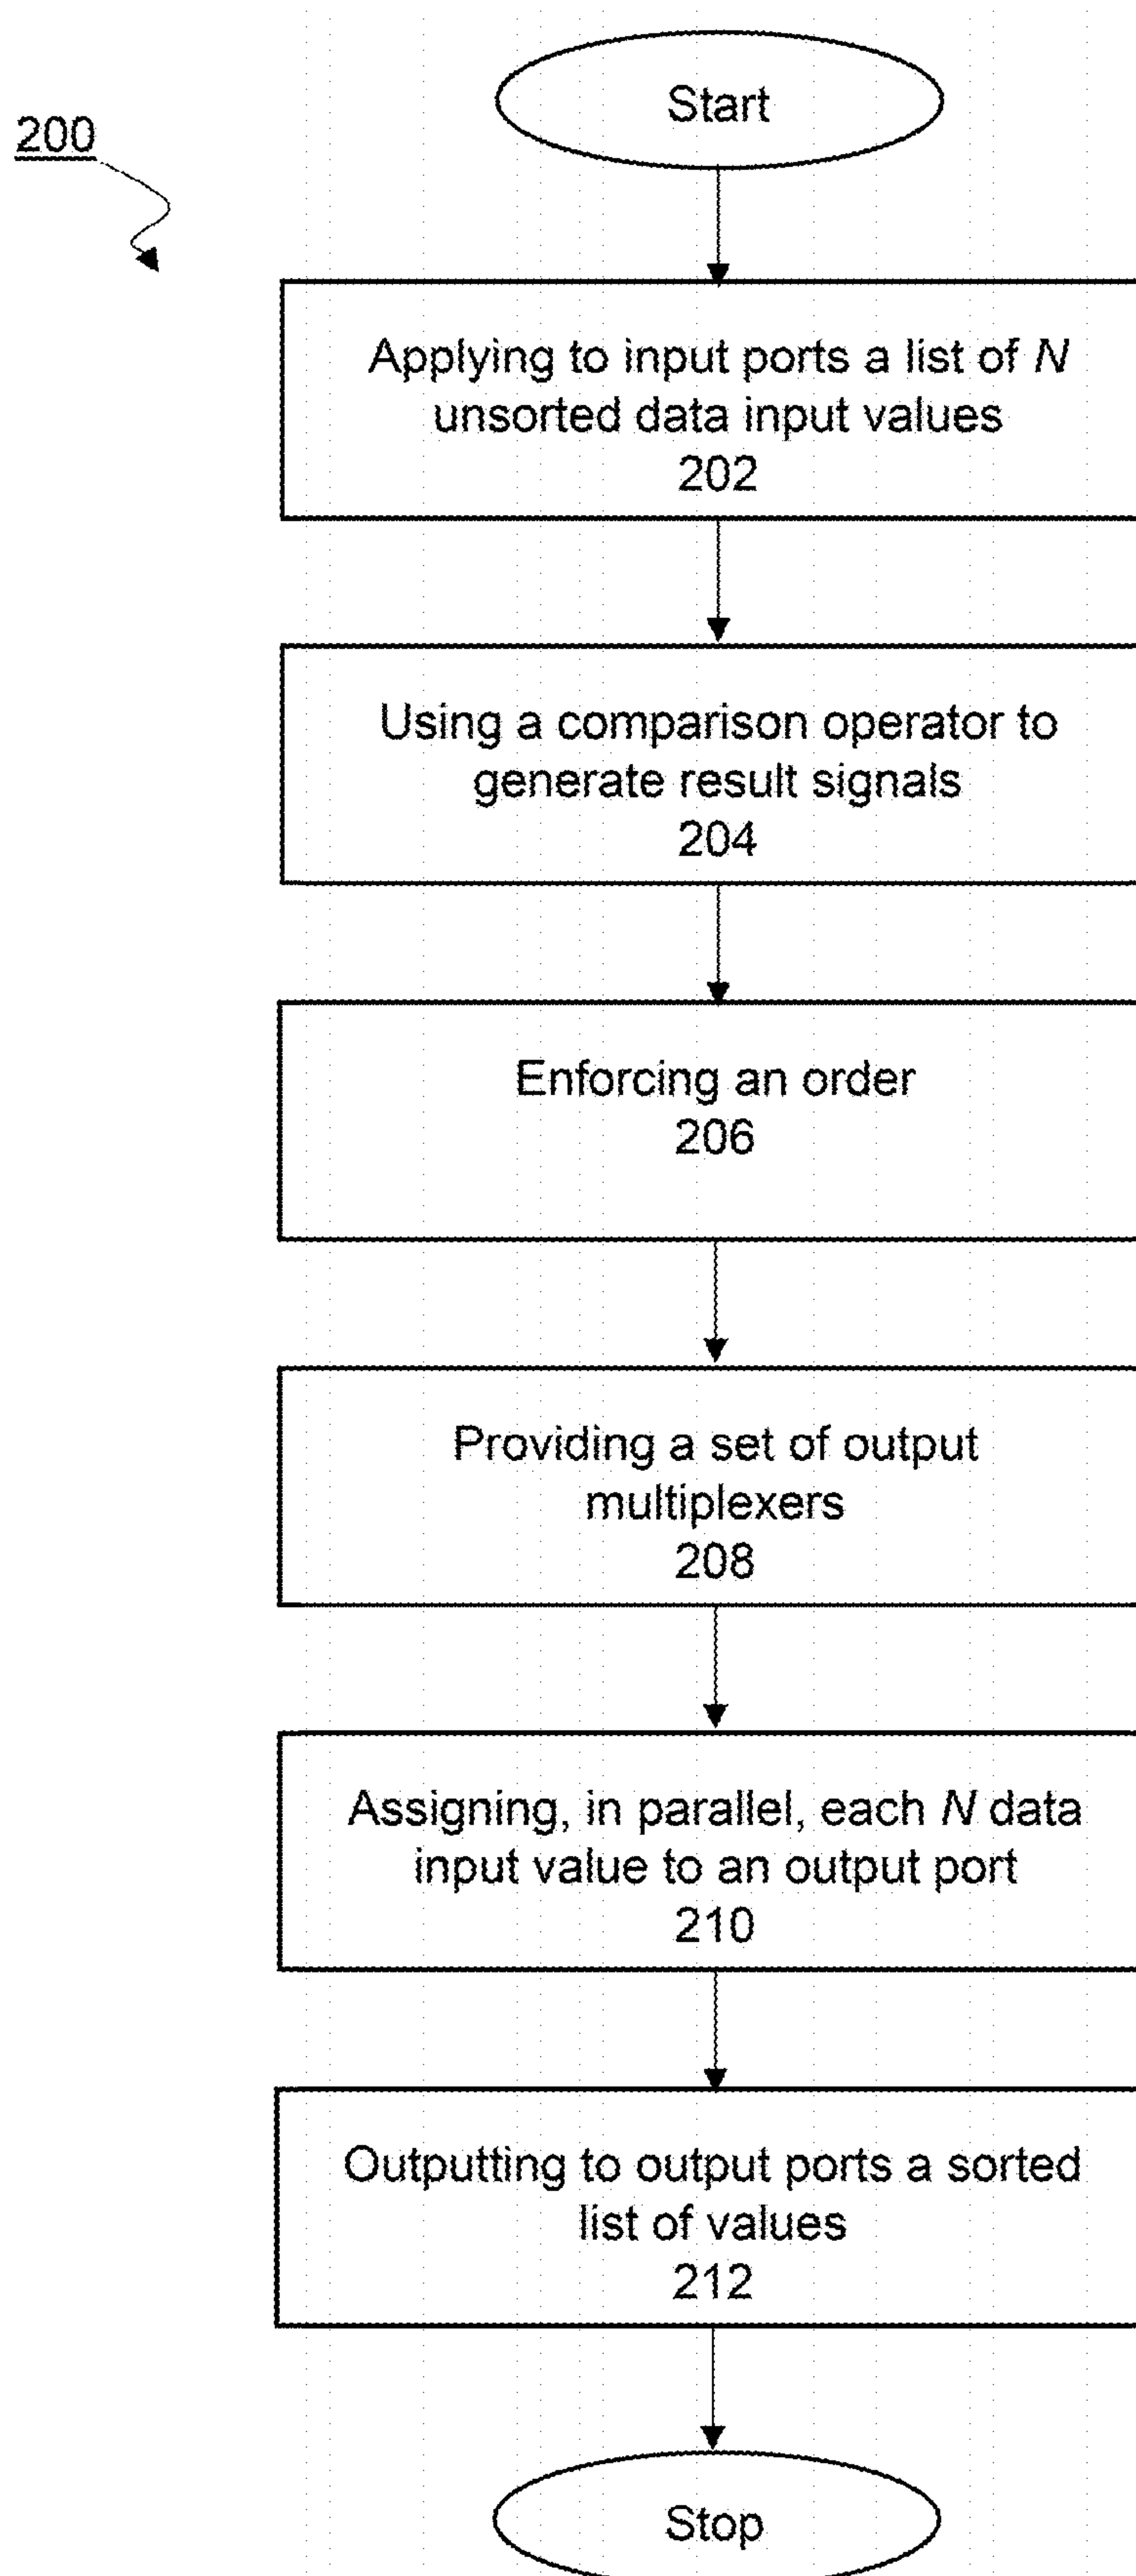 Start
200
Applying to input ports a list of N
unsorted data input values
202
Using a comparison operator to
generate result signals
204
Enforcing an order
206
Providing a set of output
multiplexers
208
Assigning, in parallel, each N data
input value to an output port
210
Outputting to output ports a sorted
list of values
212
Stop